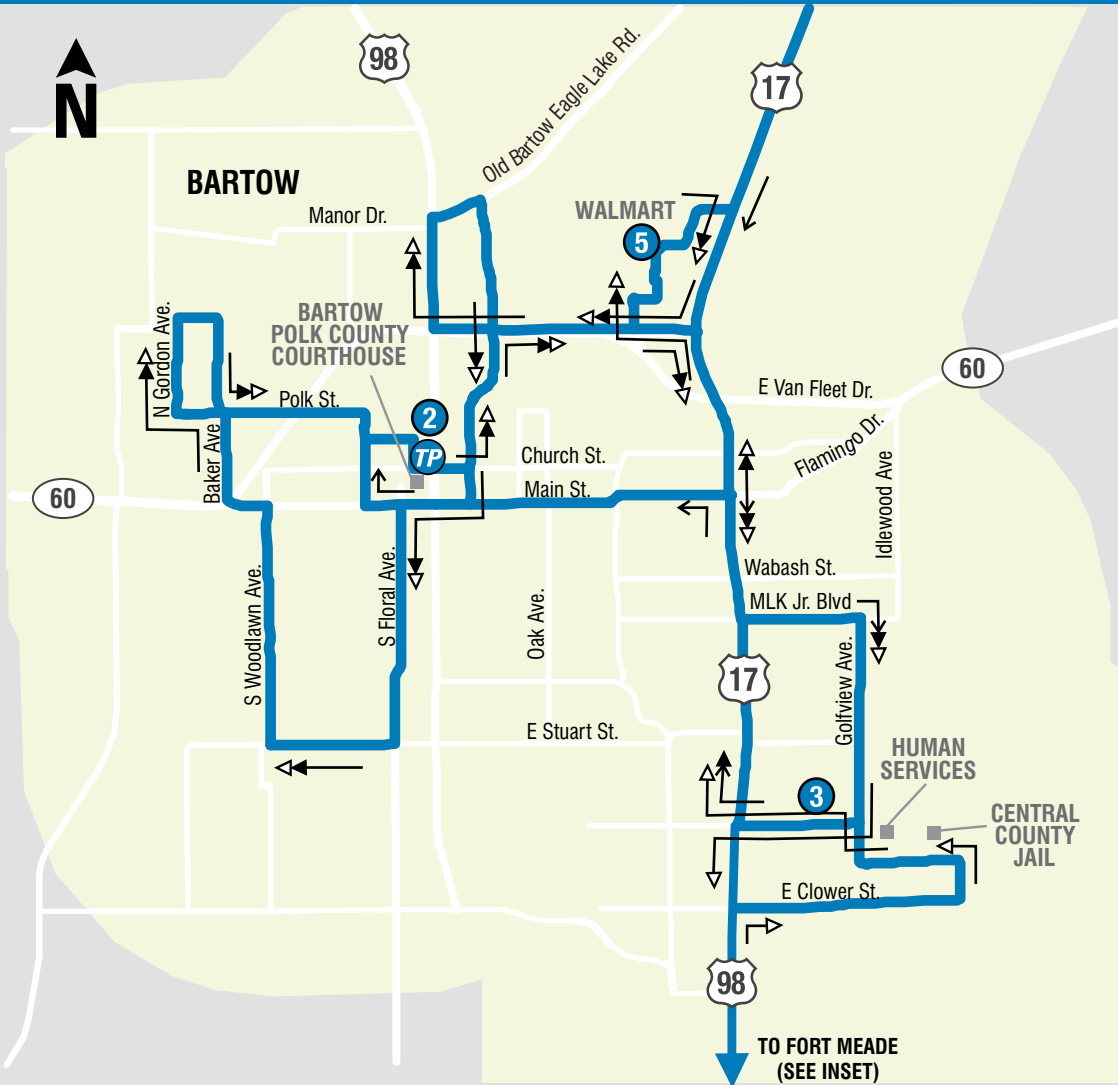 98
17
N
Old Bartow Eagle Lake Rd.
BARTOW
Manor Dr.
WALMART
5
BARTOW
POLK COUNTY
COURTHOUSE
N Gordon Ave.
60
E Van Fleet Dr.
Polk St.
2
TP
Church St.
Flamingo Dr.
60
Baker Ave
Main St.
Idlewood Ave
Wabash St.
MLK Jr. Blvd
S Woodlawn Ave.
S Floral Ave.
Oak Ave.
17
Golfview Ave.
E Stuart St.
HUMAN
SERVICES
3
CENTRAL
COUNTY
JAIL
E Clower St.
98
TO FORT MEADE
(SEE INSET)